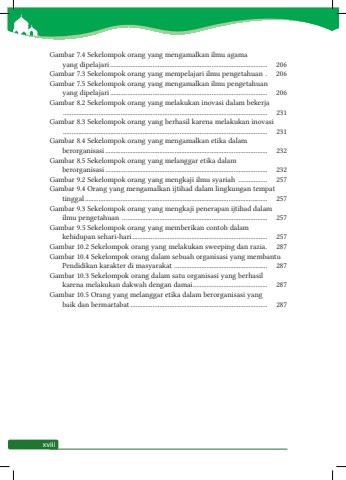 Gambar 7.4 Sekelompok orang yang mengamalkan ilmu agama
yang dipelajari ........................................................................ 206
Gambar 7.3 Sekelompok orang yang mempelajari ilmu pengetahuan . 206
Gambar 7.5 Sekelompok orang yang mengamalkan ilmu pengetahuan
yang dipelajari ........................................................................ 206
Gambar 8.2 Sekelompok orang yang melakukan inovasi dalam bekerja
........................................................................ 231
Gambar 8.3 Sekelompok orang yang berhasil karena melakukan inovasi
........................................................................ 231
Gambar 8.4 Sekelompok orang yang mengamalkan etika dalam
berorganisasi ........................................................................ 232
Gambar 8.5 Sekelompok orang yang melanggar etika dalam
berorganisasi ........................................................................ 232
Gambar 9.2 Sekelompok orang yang mengkaji ilmu syariah ................ 257
Gambar 9.4 Orang yang mengamalkan ijtihad dalam lingkungan tempat
tinggal ........................................................................ 257
Gambar 9.3 Sekelompok orang yang mengkaji penerapan ijtihad dalam
ilmu pengetahuan ........................................................................ 257
Gambar 9.5 Sekelompok orang yang memberikan contoh dalam
kehidupan sehari-hari ........................................................................ 257
Gambar 10.2 Sekelompok orang yang melakukan sweeping dan razia. 287
Gambar 10.4 Sekelompok orang dalam sebuah organisasi yang membantu
Pendidikan karakter di masyarakat .................................................. 287
Gambar 10.3 Sekelompok orang dalam satu organisasi yang berhasil
karena melakukan dakwah dengan damai........................................ 287
Gambar 10.5 Orang yang melanggar etika dalam berorganisasi yang
baik dan bermartabat ........................................................................ 287
xviii